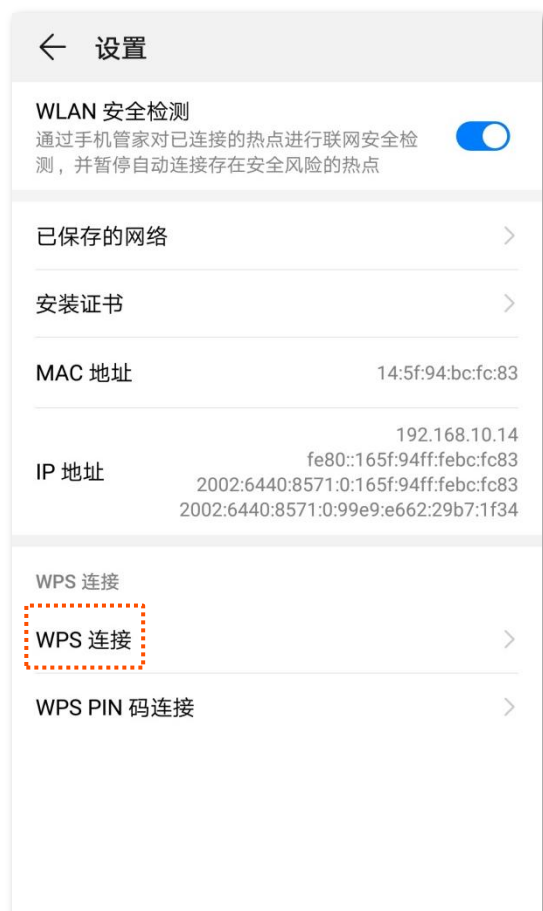 设置
WLAN 安全检测
通过手机管家对已连接的热点进行联网安全检
测，并暂停自动连接存在安全风险的热点
已保存的网络
安装证书
MAC 地址
14:5f:94:bc:fc:83
IP 地址
192.168.10.14
fe80::165f:94ff:febc:fc83
2002:6440:8571:0:165f:94ff:febc:fc83
2002:6440:8571:0:99e9:e662:29b7:1f34
WPS 连接
WPS 连接
WPS PIN 码连接